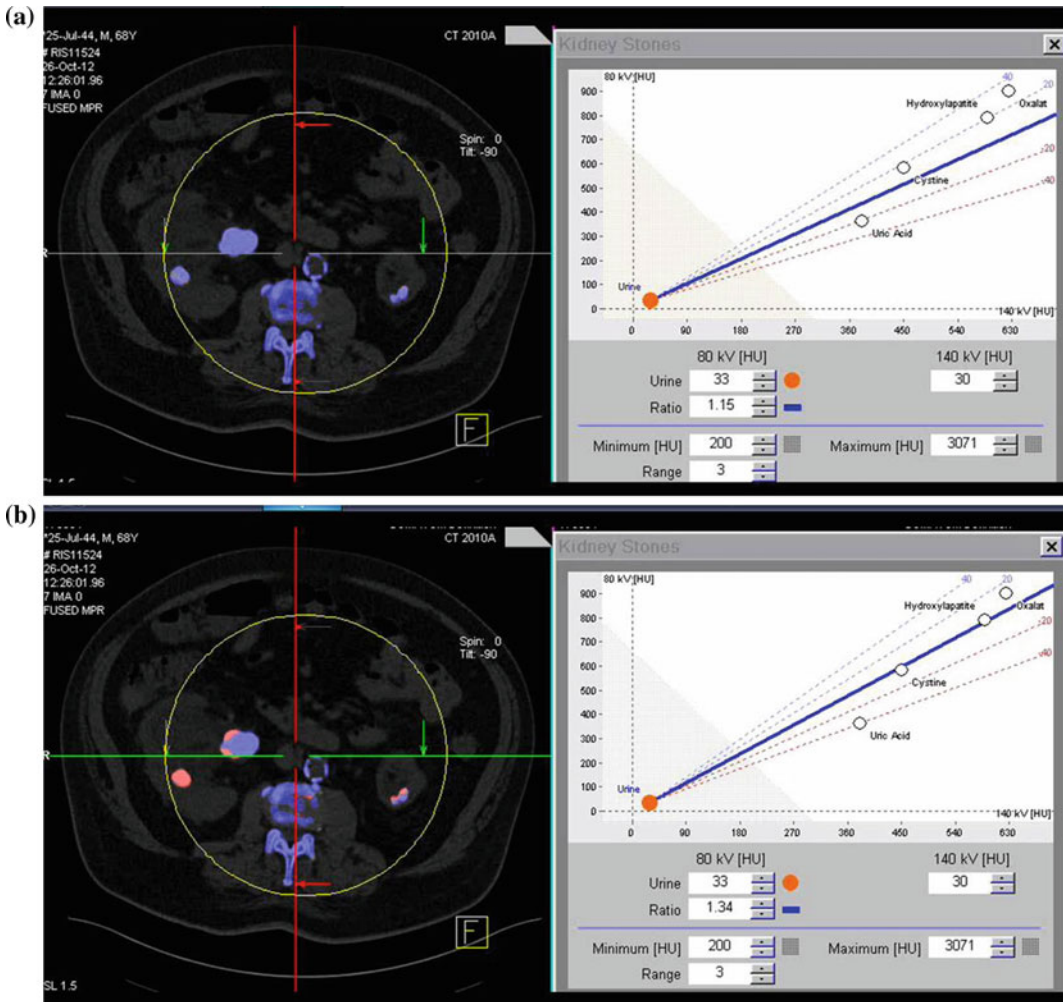 (a)
*25-Jul-44, M, 68Y
# RIS11524
26-Oct-12
12:26:01.96
7 IMA 0
FUSED MPR
CT 2010A
Spin: 0
Tilt: -90
R
F
SL 1.5
Kidney Stones
80 kV [HU]
900
800
700
600
500
400
300
200
100
0
40
20
Hydroxylapatite
Oxalat
Cystine
-20
-40
Uric Acid
Urine
140 kV [HU]
0 90 180 270 360 450 540 630
80 kV [HU] 140 kV [HU]
Urine 33 30
Ratio 1.15
Minimum [HU] 200 Maximum [HU] 3071
Range 3
(b)
*25-Jul-44, M, 68Y
# RIS11524
26-Oct-12
12:26:01.96
7 IMA 0
FUSED MPR
CT 2010A
Spin: 0
Tilt: -90
R
F
SL 1.5
Kidney Stones
80 kV [HU]
900
800
700
600
500
400
300
200
100
0
40
20
Hydroxylapatite
Oxalat
Cystine
-20
-40
Uric Acid
Urine
140 kV [HU]
0 90 180 270 360 450 540 630
80 kV [HU] 140 kV [HU]
Urine 33 30
Ratio 1.34
Minimum [HU] 200 Maximum [HU] 3071
Range 3